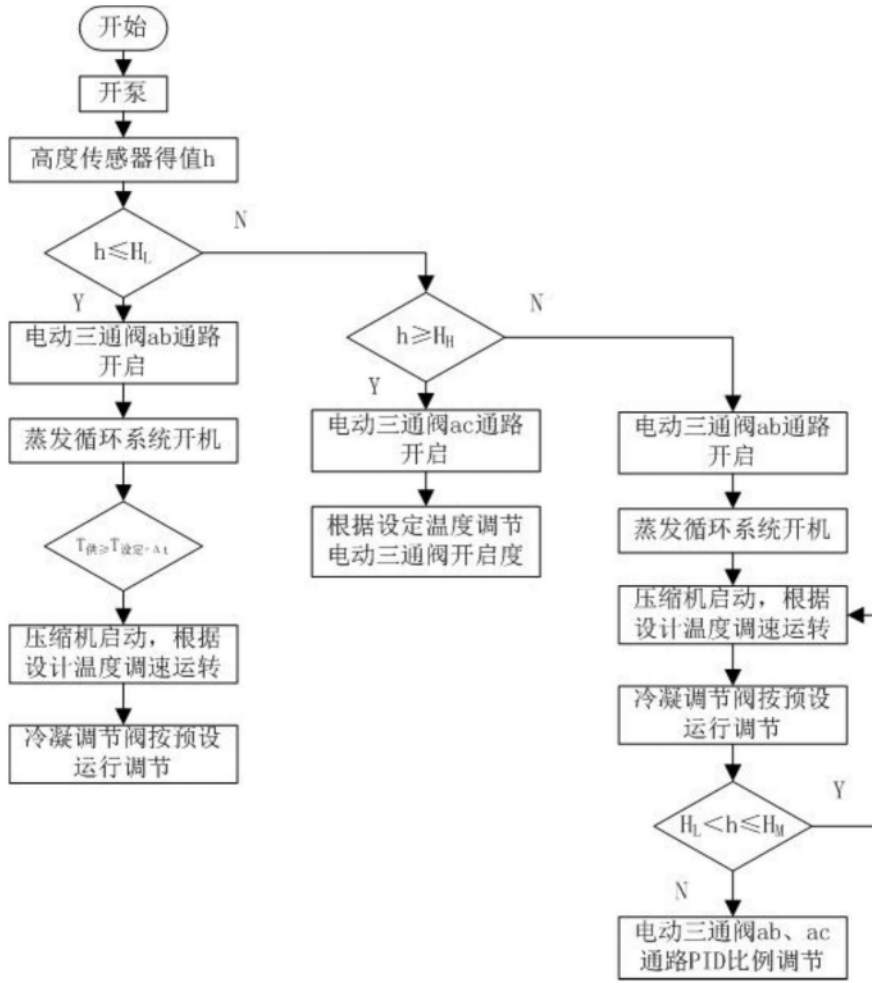 开始
开泵
高度传感器得值h
h≤H_L
N
Y
电动三通阀ab通路
开启
蒸发循环系统开机
T供≥T设定+Δt
压缩机启动，根据
设计温度调速运转
冷凝调节阀按预设
运行调节
h≥H_H
N
Y
电动三通阀ac通路
开启
根据设定温度调节
电动三通阀开启度
电动三通阀ab通路
开启
蒸发循环系统开机
压缩机启动，根据
设计温度调速运转
冷凝调节阀按预设
运行调节
H_L<h≤H_M
Y
N
电动三通阀ab、ac
通路PID比例调节